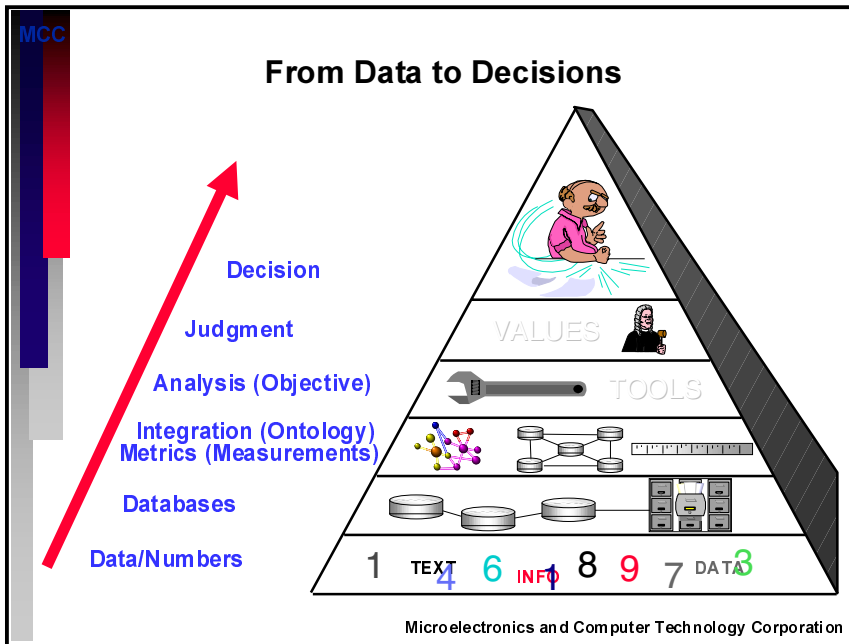 MCC
From Data to Decisions
Decision
Judgment
VALUES
Analysis (Objective)
TOOLS
Integration (Ontology)
Metrics (Measurements)
Databases
Data/Numbers
1 TEXT 4 6 INFO 1 8 9 7 DATA 3
Microelectronics and Computer Technology Corporation